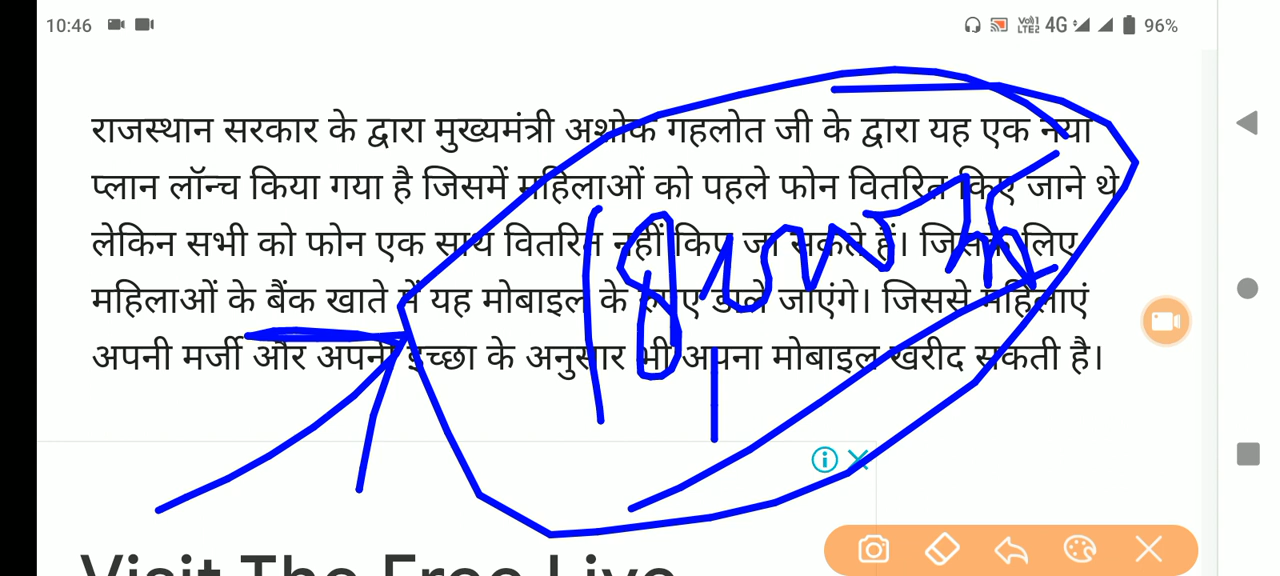 10:46 Vo)) LTE2 4G 96%
राजस्थान सरकार के द्वारा मुख्यमंत्री अशोक गहलोत जी के द्वारा यह एक नया
प्लान लॉन्च किया गया है जिसमें महिलाओं को पहले फोन वितरित किए जाने थे
लेकिन सभी को फोन एक साथ वितरित नहीं किए जा सकते हैं। जिसके लिए
महिलाओं के बैंक खाते में यह मोबाइल के रुपए डाले जाएंगे। जिससे महिलाएं
अपनी मर्जी और अपनी इच्छा के अनुसार भी अपना मोबाइल खरीद सकती है।
Visit The Free Live